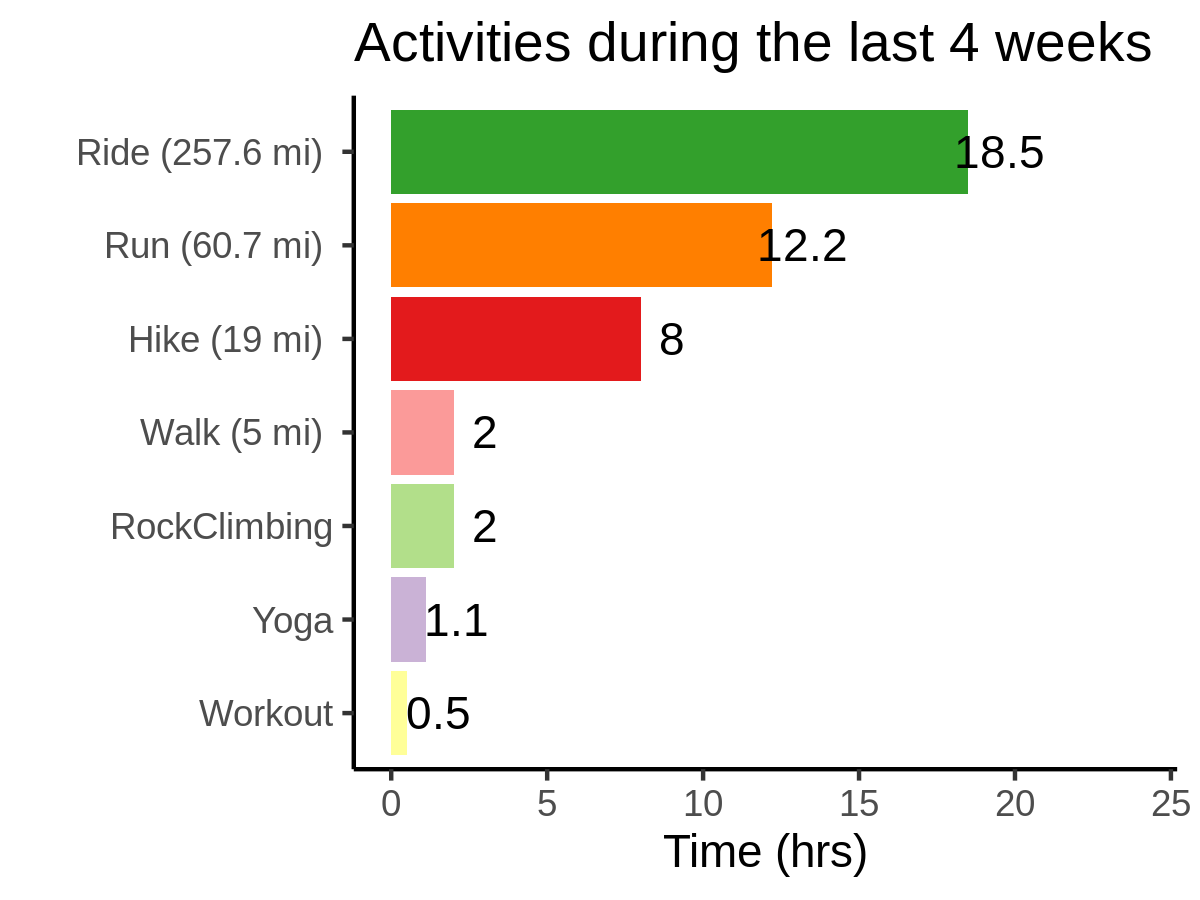 Activities during the last 4 weeks
Ride (257.6 mi) 18.5
Run (60.7 mi) 12.2
Hike (19 mi) 8
Walk (5 mi) 2
RockClimbing 2
Yoga 1.1
Workout 0.5
0 5 10 15 20 25
Time (hrs)